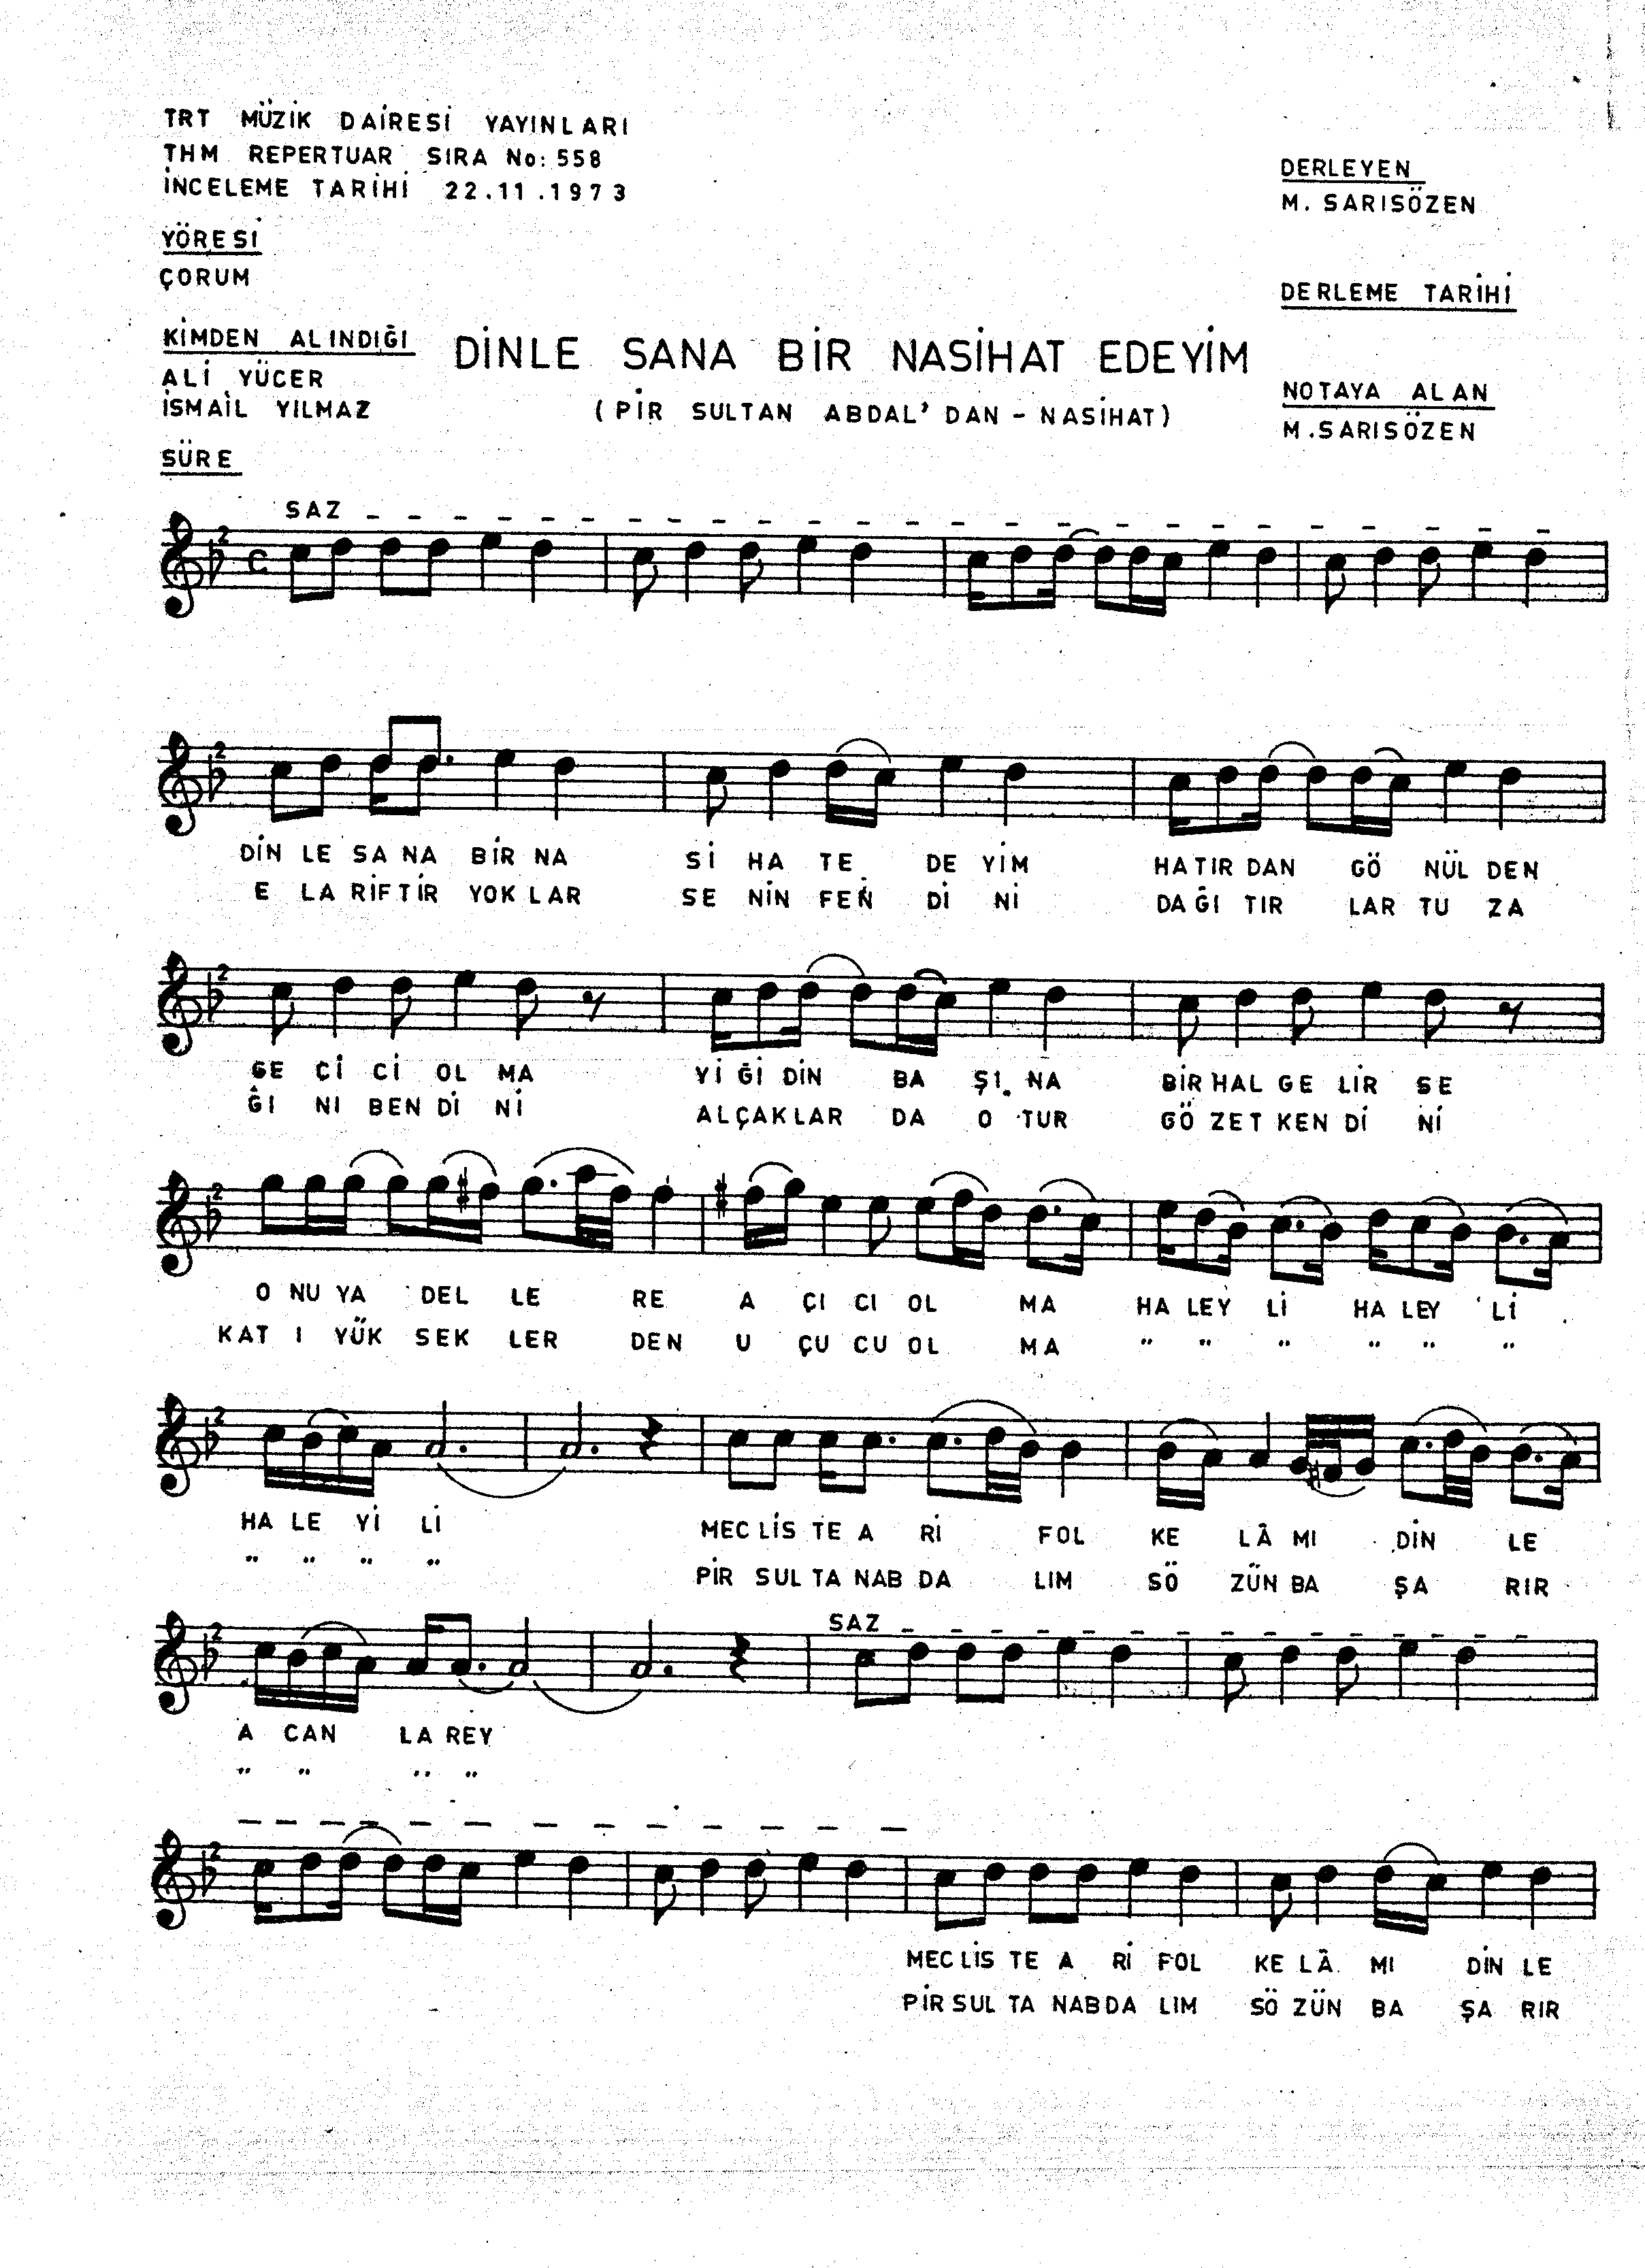 TRT MÜZİK DAİRESİ YAYINLARI
THM REPERTUAR SIRA No: 558
İNCELEME TARİHİ 22.11.1973
DERLEYEN
M. SARISÖZEN
YÖRESİ
ÇORUM
DERLEME TARİHİ
KİMDEN ALINDIĞI
ALİ YÜCER
İSMAİL YILMAZ
DİNLE SANA BİR NASİHAT EDEYİM
(PİR SULTAN ABDAL'DAN - NASİHAT)
NOTAYA ALAN
M.SARISÖZEN
SÜRE
SAZ
DİN LE SA NA BİR NA Sİ HA TE DE YİM HATIR DAN GÖ NÜL DEN
E LA RİFTİR YOK LAR SE NİN FEN Dİ Nİ DAĞI TIR LAR TU ZA
GE Çİ Cİ OL MA YİĞİ DİN BA ŞI NA BİR HAL GE LİR SE
ĞI NI BEN Dİ Nİ ALÇAKLAR DA O TUR GÖ ZET KEN Dİ Nİ
O NU YA DEL LE RE A ÇI CI OL MA HA LEY Lİ HA LEY Lİ
KAT I YÜK SEK LER DEN U ÇU CU OL MA " " " " " "
HA LE Yİ Lİ MEC LİS TE A Rİ FOL KE LÂ MI DİN LE
" " " " PİR SUL TA NAB DA LIM SÖ ZÜN BA ŞA RIR
SAZ
A CAN LA REY
" " " "
MEC LİS TE A Rİ FOL KE LÂ MI DİN LE
PİR SUL TA NAB DA LIM SÖ ZÜN BA ŞA RIR